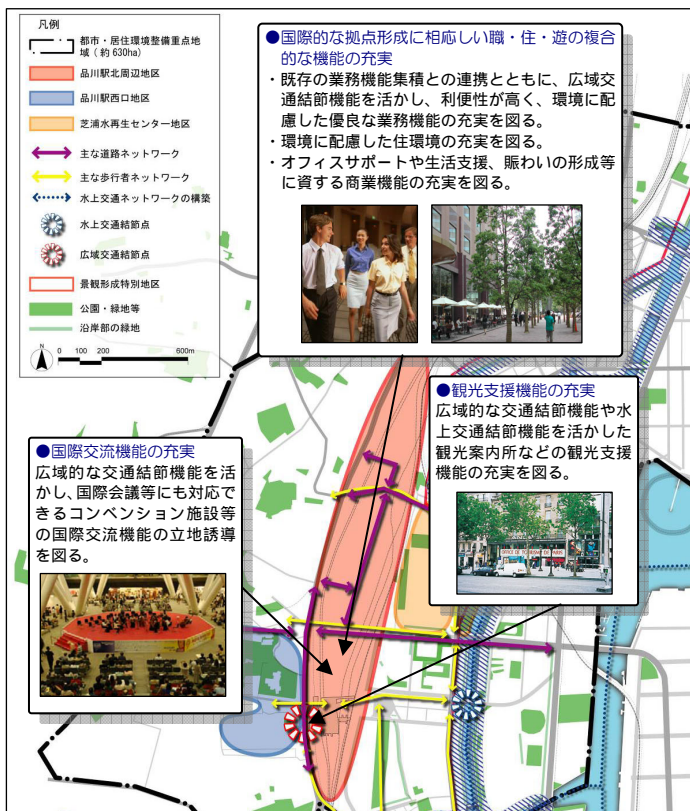 凡例
都市・居住環境整備重点地
域（約 630ha）
品川駅北周辺地区
品川駅西口地区
芝浦水再生センター地区
主な道路ネットワーク
主な歩行者ネットワーク
水上交通ネットワークの構築
水上交通結節点
広域交通結節点
景観形成特別地区
公園・緑地等
沿岸部の緑地
N 0 100 200 600m
●国際的な拠点形成に相応しい職・住・遊の複合
的な機能の充実
・既存の業務機能集積との連携とともに、広域交
通結節機能を活かし、利便性が高く、環境に配
慮した優良な業務機能の充実を図る。
・環境に配慮した住環境の充実を図る。
・オフィスサポートや生活支援、賑わいの形成等
に資する商業機能の充実を図る。
●観光支援機能の充実
広域的な交通結節機能や水
上交通結節機能を活かした
観光案内所などの観光支援
機能の充実を図る。
OFFICE DE TOURISME DE PARIS
●国際交流機能の充実
広域的な交通結節機能を活
かし、国際会議等にも対応で
きるコンベンション施設等
の国際交流機能の立地誘導
を図る。